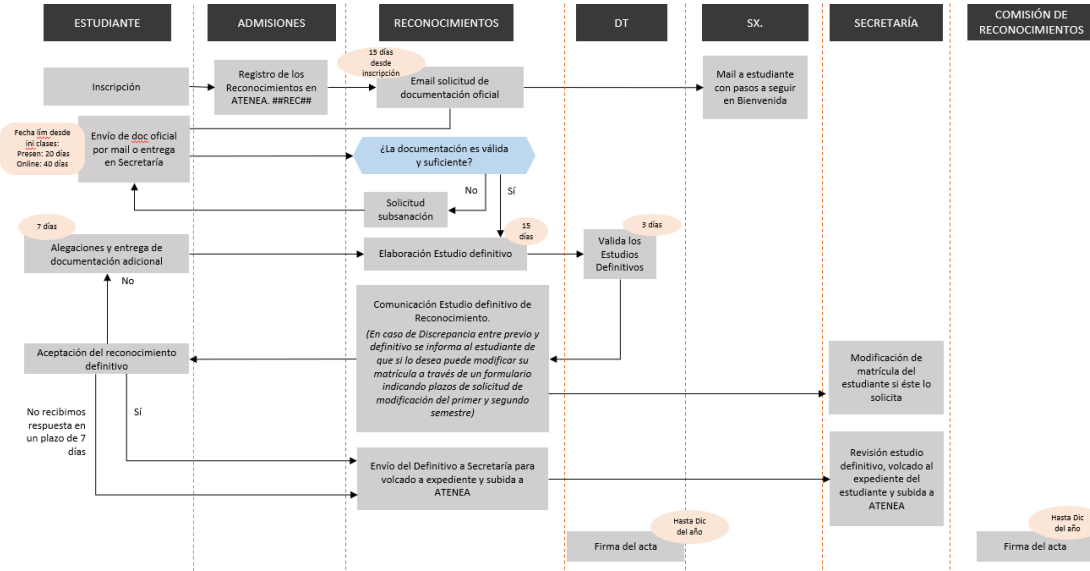 ESTUDIANTE
ADMISIONES
RECONOCIMIENTOS
DT
SX.
SECRETARÍA
COMISIÓN DE
RECONOCIMIENTOS
Inscripción
Registro de los
Reconocimientos en
ATENEA. ##REC##
15 días
desde
inscripción
Email solicitud de
documentación oficial
Mail a estudiante
con pasos a seguir
en Bienvenida
Fecha lím desde
ini clases:
Presen: 20 días
Online: 40 días
Envío de doc oficial
por mail o entrega
en Secretaría
¿La documentación es válida
y suficiente?
No
Sí
Solicitud
subsanación
7 días
Alegaciones y entrega de
documentación adicional
15
días
Elaboración Estudio definitivo
3 días
Valida los
Estudios
Definitivos
No
Comunicación Estudio definitivo de
Reconocimiento.
(En caso de Discrepancia entre previo y
definitivo se informa al estudiante de
que si lo desea puede modificar su
matrícula a través de un formulario
indicando plazos de solicitud de
modificación del primer y segundo
semestre)
Aceptación del reconocimiento
definitivo
Modificación de
matrícula del
estudiante si éste lo
solicita
No recibimos
respuesta en
un plazo de 7
días
Sí
Envío del Definitivo a Secretaría para
volcado a expediente y subida a
ATENEA
Revisión estudio
definitivo, volcado al
expediente del
estudiante y subida a
ATENEA
Hasta Dic
del año
Firma del acta
Hasta Dic
del año
Firma del acta